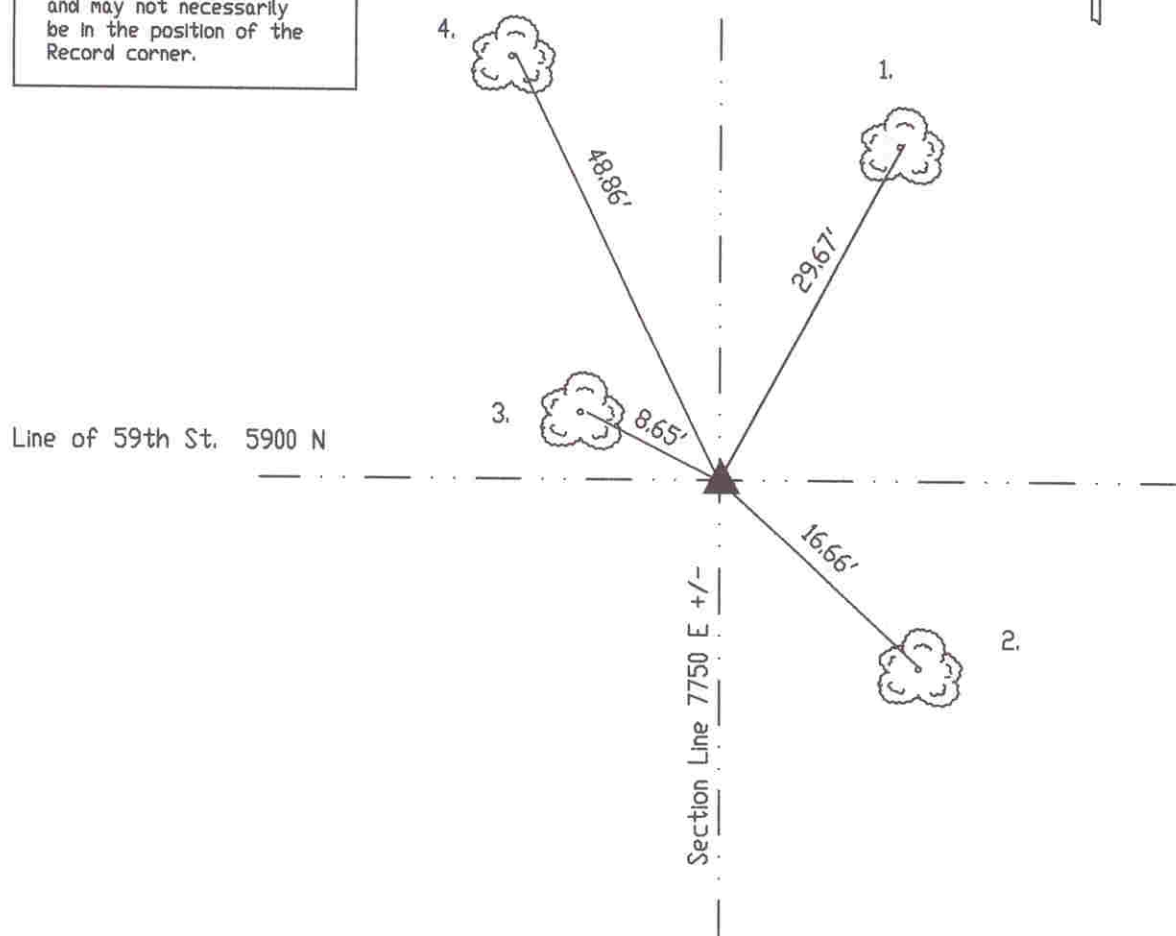 and may not necessarily
be in the position of the
Record corner.
4.
1.
48.86'
29.67'
3.
8.65'
Line of 59th St. 5900 N
16.66'
Section Line 7750 E +/-
2.